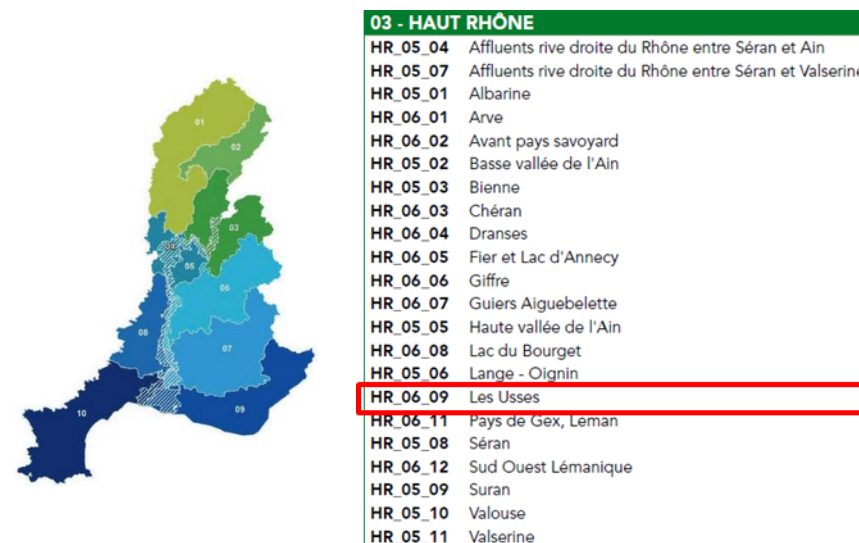 01
02
03
04
05
06
07
08
09
10
03 - HAUT RHÔNE
HR_05_04 Affluents rive droite du Rhône entre Séran et Ain
HR_05_07 Affluents rive droite du Rhône entre Séran et Valserine
HR_05_01 Albarine
HR_06_01 Arve
HR_06_02 Avant pays savoyard
HR_05_02 Basse vallée de l'Ain
HR_05_03 Bienne
HR_06_03 Chéran
HR_06_04 Dranses
HR_06_05 Fier et Lac d'Annecy
HR_06_06 Giffre
HR_06_07 Guiers Aiguebelette
HR_05_05 Haute vallée de l'Ain
HR_06_08 Lac du Bourget
HR_05_06 Lange - Oignin
HR_06_09 Les Usses
HR_06_11 Pays de Gex, Leman
HR_05_08 Séran
HR_06_12 Sud Ouest Lémanique
HR_05_09 Suran
HR_05_10 Valouse
HR_05_11 Valserine